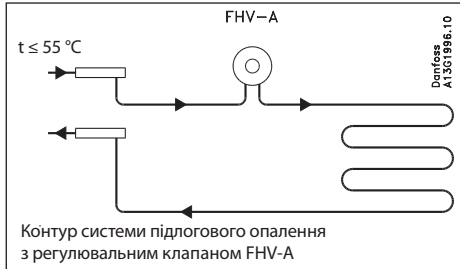 FHV–A
t ≤ 55 °C
Danfoss
A13G1996.10
Контур системи підлогового опалення
з регулювальним клапаном FHV-A